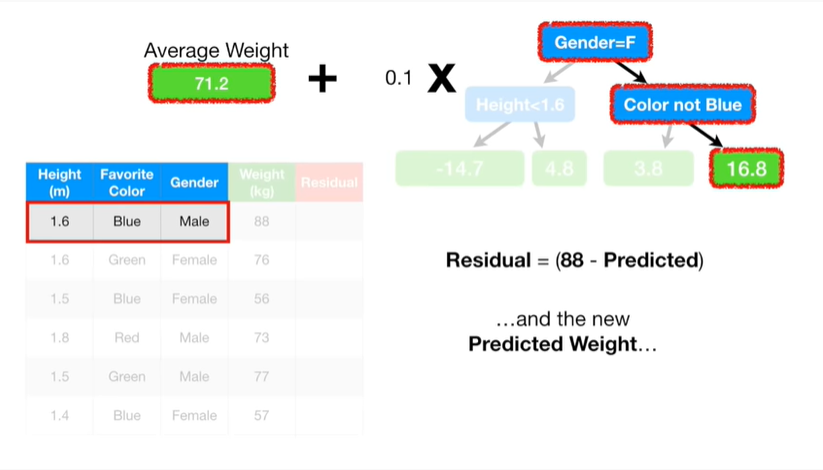 Average Weight
71.2
+
0.1 X
Gender=F
Height<1.6
Color not Blue
-14.7
4.8
3.8
16.8
Height (m) Favorite Color Gender Weight (kg) Residual
1.6 Blue Male 88
1.6 Green Female 76
1.5 Blue Female 56
1.8 Red Male 73
1.5 Green Male 77
1.4 Blue Female 57
Residual = (88 - Predicted)
…and the new
Predicted Weight…